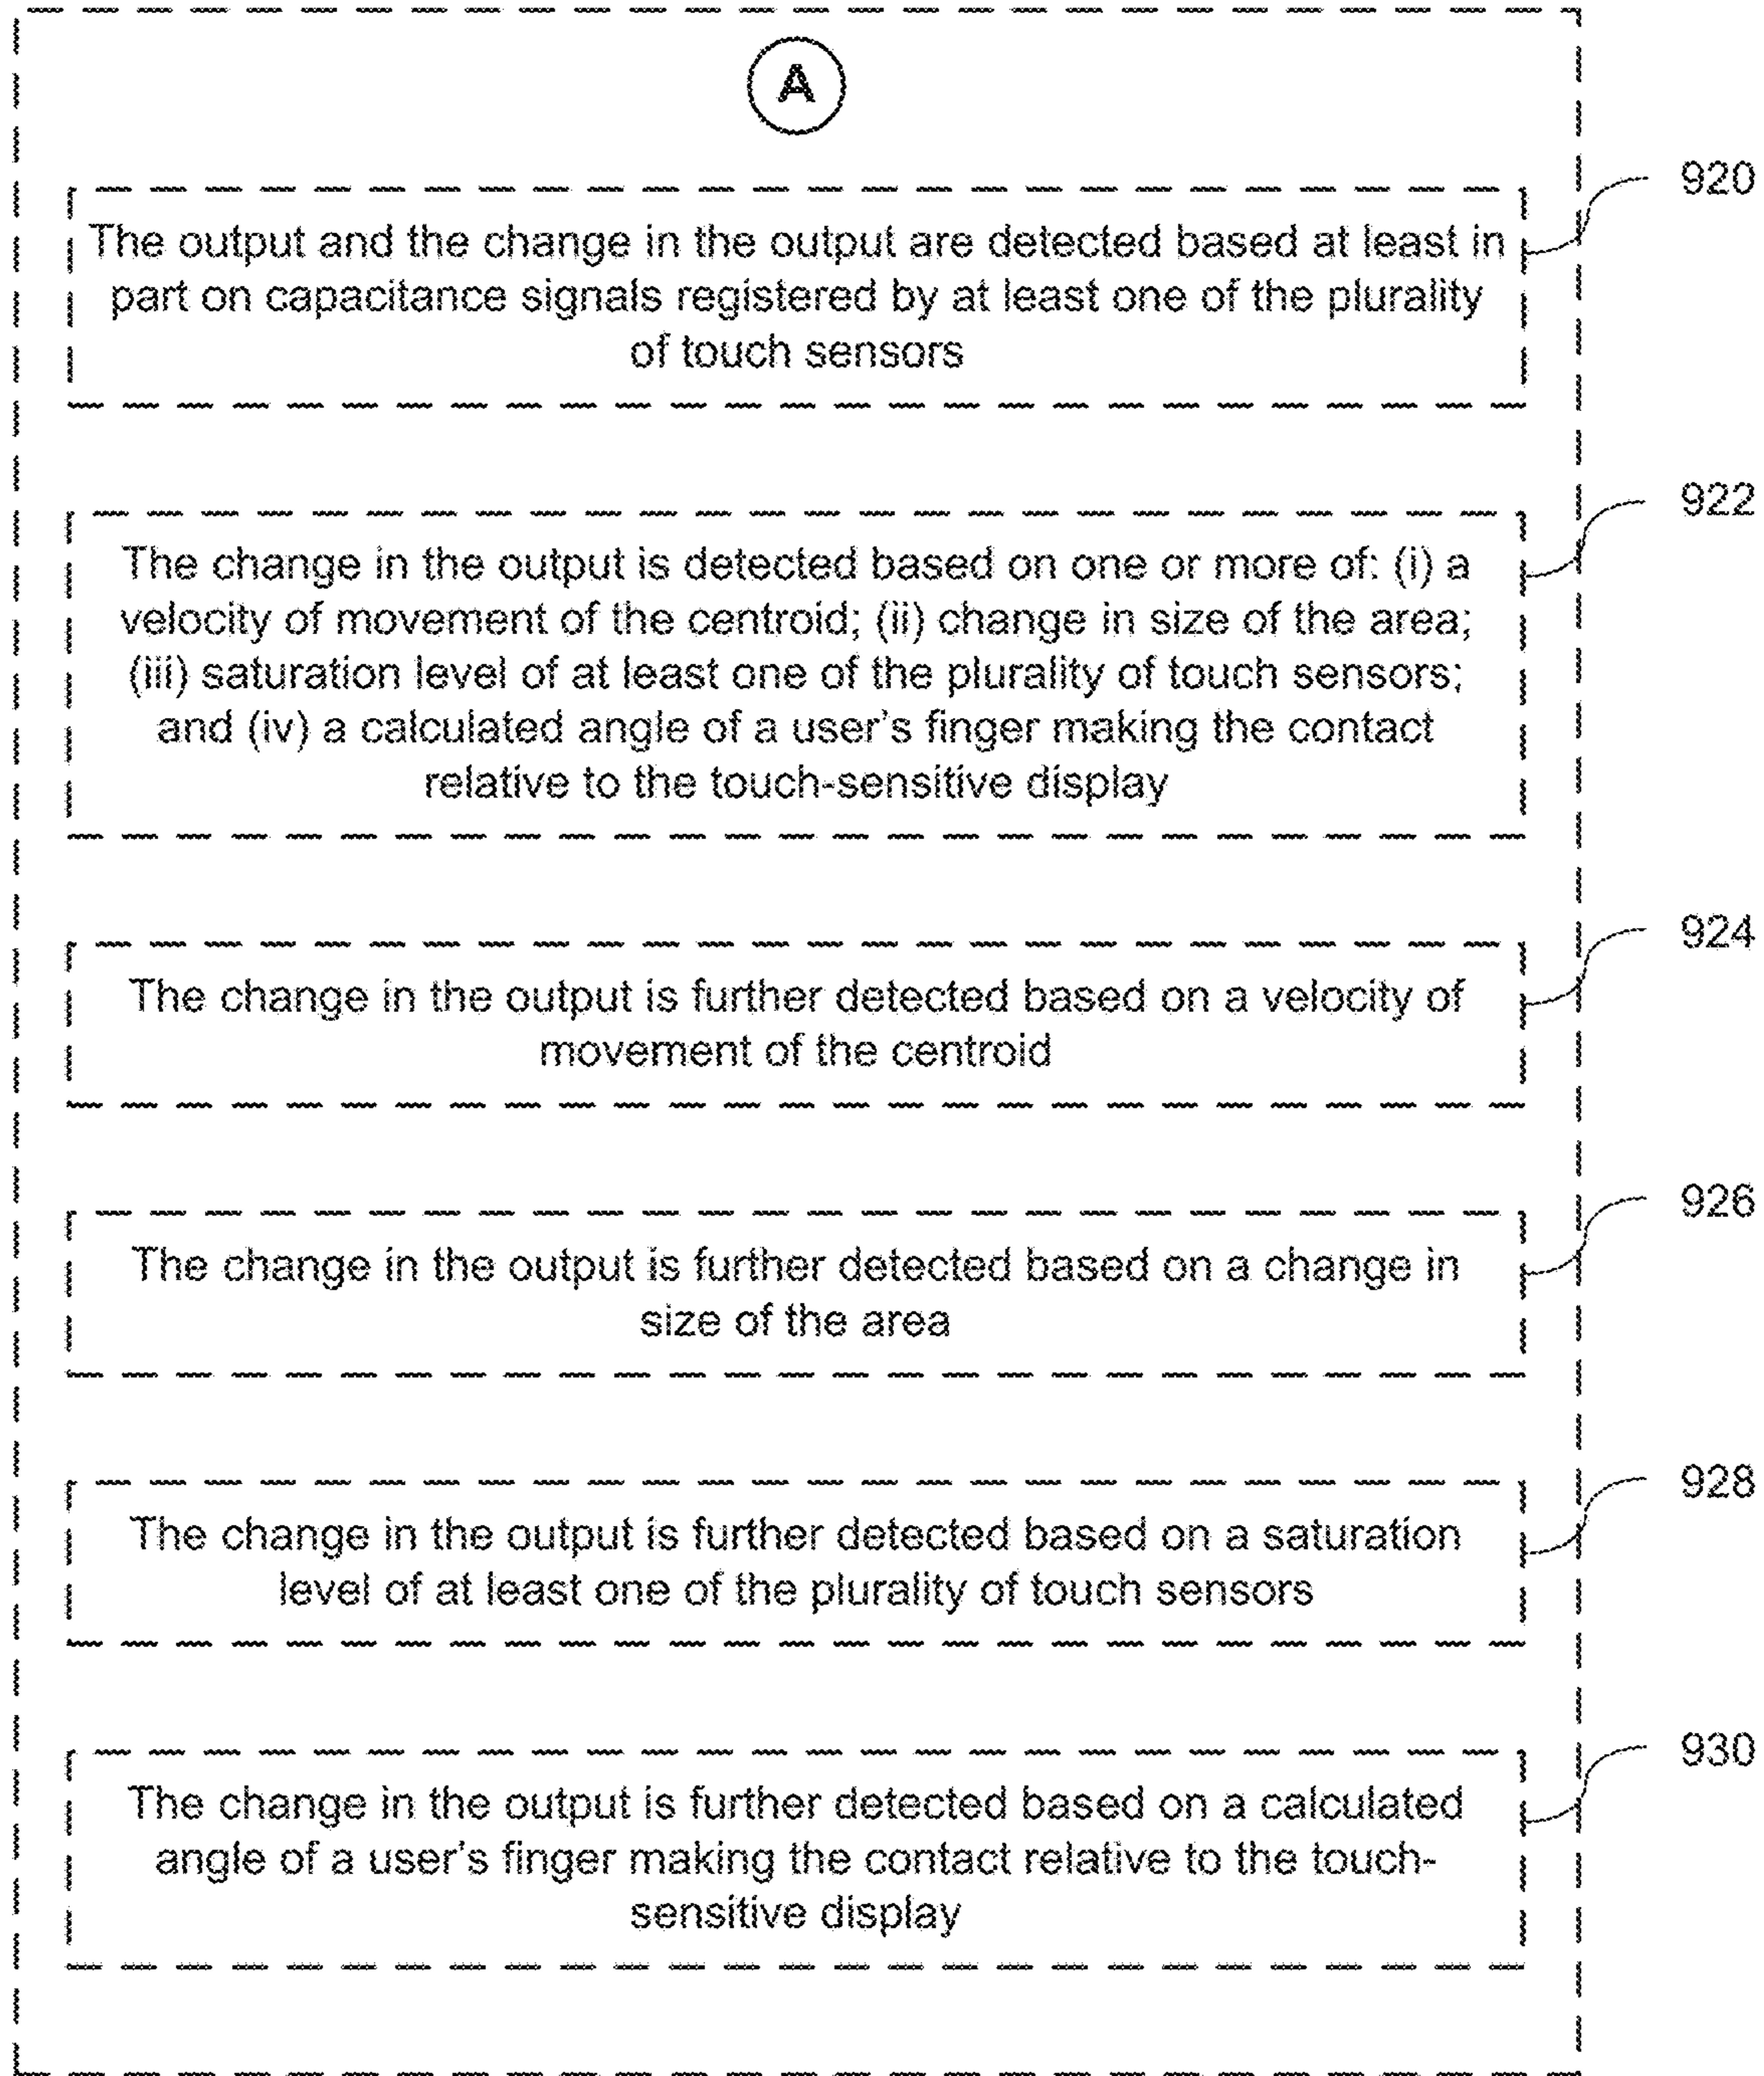 A
920
The output and the change in the output are detected based at least in
part on capacitance signals registered by at least one of the plurality
of touch sensors
922
The change in the output is detected based on one or more of: (i) a
velocity of movement of the centroid; (ii) change in size of the area;
(iii) saturation level of at least one of the plurality of touch sensors;
and (iv) a calculated angle of a user's finger making the contact
relative to the touch-sensitive display
924
The change in the output is further detected based on a velocity of
movement of the centroid
926
The change in the output is further detected based on a change in
size of the area
928
The change in the output is further detected based on a saturation
level of at least one of the plurality of touch sensors
930
The change in the output is further detected based on a calculated
angle of a user's finger making the contact relative to the touch-
sensitive display